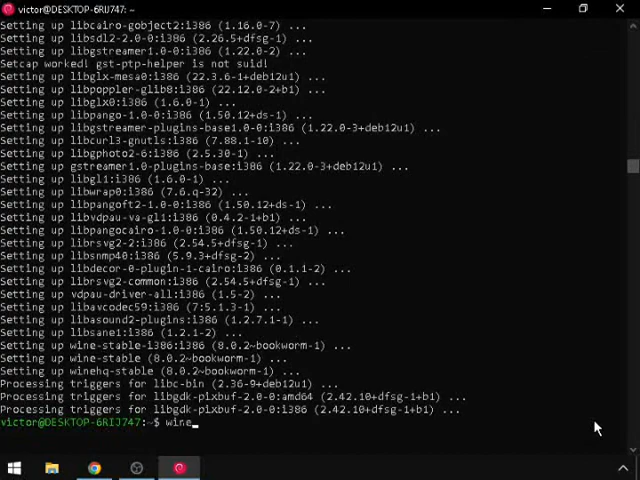 victor@DESKTOP-6RIJ747: ~
Setting up libcairo-gobject2:i386 (1.16.0-7) ...
Setting up libsdl2-2.0-0:i386 (2.26.5+dfsg-1) ...
Setting up libgstreamer1.0-0:i386 (1.22.0-2) ...
Setcap worked! gst-ptp-helper is not suid!
Setting up libglx-mesa0:i386 (22.3.6-1+deb12u1) ...
Setting up libpoppler-glib8:i386 (22.12.0-2+b1) ...
Setting up libglx0:i386 (1.6.0-1) ...
Setting up libpango-1.0-0:i386 (1.50.12+ds-1) ...
Setting up libgstreamer-plugins-base1.0-0:i386 (1.22.0-3+deb12u1) ...
Setting up libcurl3-gnutls:i386 (7.88.1-10) ...
Setting up libgphoto2-6:i386 (2.5.30-1) ...
Setting up gstreamer1.0-plugins-base:i386 (1.22.0-3+deb12u1) ...
Setting up libgl1:i386 (1.6.0-1) ...
Setting up libwrap0:i386 (7.6.q-32) ...
Setting up libpangoft2-1.0-0:i386 (1.50.12+ds-1) ...
Setting up libvdpau-va-gl1:i386 (0.4.2-1+b1) ...
Setting up libpangocairo-1.0-0:i386 (1.50.12+ds-1) ...
Setting up librsvg2-2:i386 (2.54.5+dfsg-1) ...
Setting up libsnmp40:i386 (5.9.3+dfsg-2) ...
Setting up libdecor-0-plugin-1-cairo:i386 (0.1.1-2) ...
Setting up librsvg2-common:i386 (2.54.5+dfsg-1) ...
Setting up vdpau-driver-all:i386 (1.5-2) ...
Setting up libavcodec59:i386 (7:5.1.3-1) ...
Setting up libasound2-plugins:i386 (1.2.7.1-1) ...
Setting up libsane1:i386 (1.2.1-2) ...
Setting up wine-stable-i386:i386 (8.0.2~bookworm-1) ...
Setting up wine-stable (8.0.2~bookworm-1) ...
Setting up winehq-stable (8.0.2~bookworm-1) ...
Processing triggers for libc-bin (2.36-9+deb12u1) ...
Processing triggers for libgdk-pixbuf-2.0-0:amd64 (2.42.10+dfsg-1+b1) ...
Processing triggers for libgdk-pixbuf-2.0-0:i386 (2.42.10+dfsg-1+b1) ...
victor@DESKTOP-6RIJ747:~$ wine_